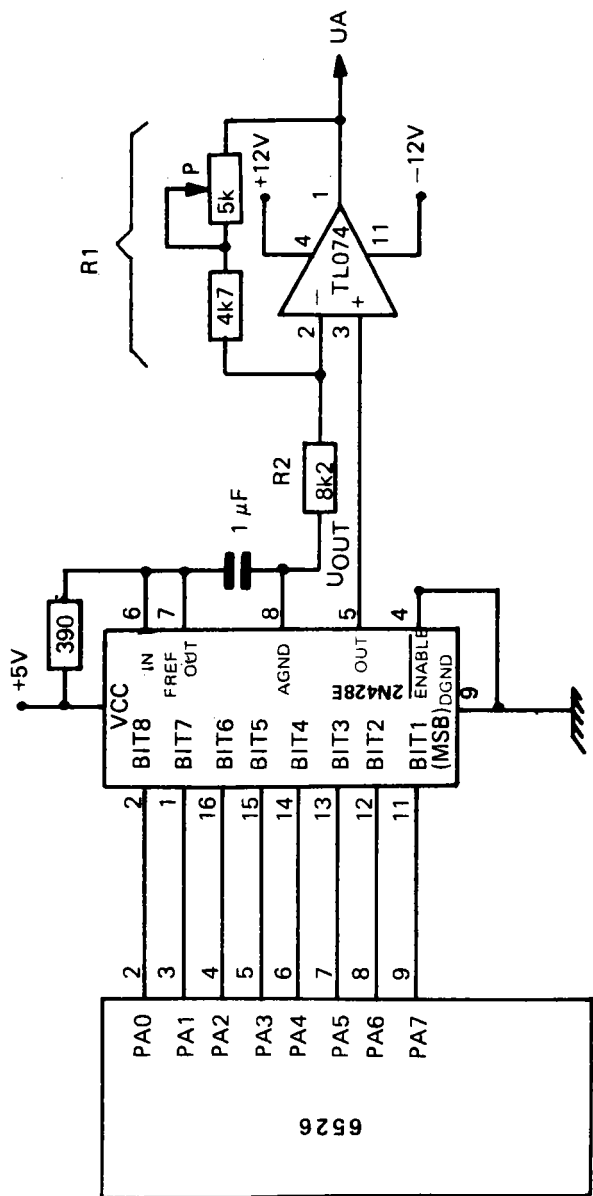 6526
PA0
PA1
PA2
PA3
PA4
PA5
PA6
PA7
2
3
4
5
6
7
8
9
2
1
16
15
14
13
12
11
+5V
390
VCC
BIT8
BIT7
BIT6
BIT5
BIT4
BIT3
BIT2
BIT1
(MSB)
IN
FREF
OUT
AGND
OUT
2N428E
ENABLE
DGND
6
7
8
5
4
9
1 µF
UOUT
R2
8k2
R1
4k7
P
5k
+12V
2
3
−
+
TL074
4
11
1
−12V
UA